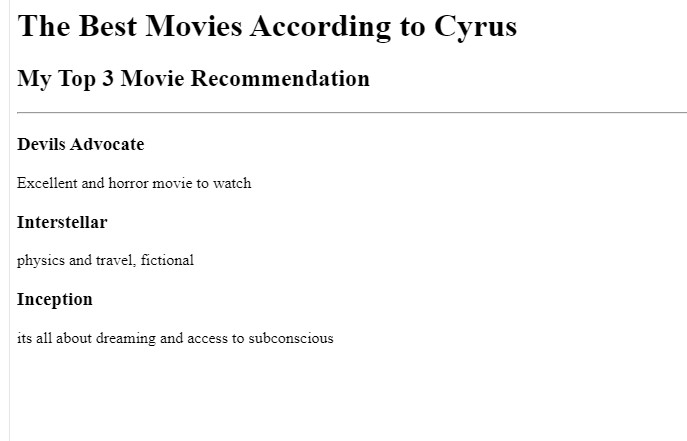 The Best Movies According to Cyrus
My Top 3 Movie Recommendation
Devils Advocate
Excellent and horror movie to watch
Interstellar
physics and travel, fictional
Inception
its all about dreaming and access to subconscious